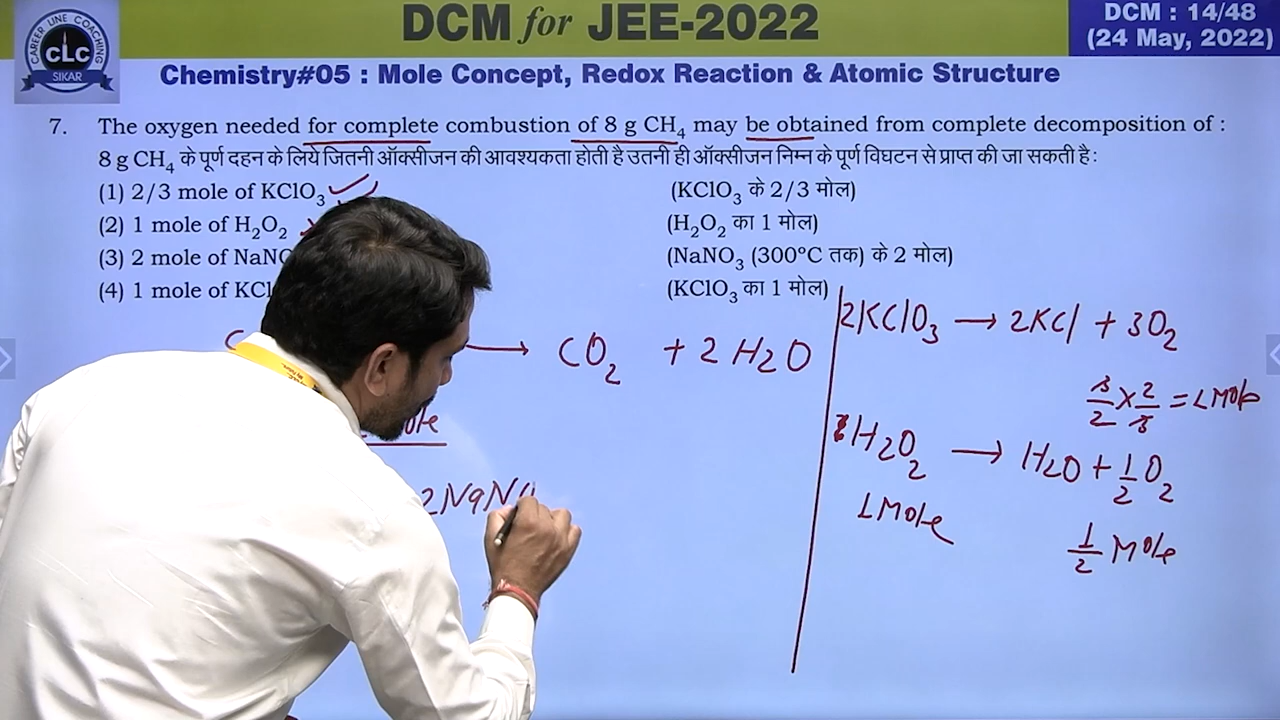 CAREER LINE COACHING
CLC
SIKAR
DCM for JEE-2022
DCM : 14/48
(24 May, 2022)
Chemistry#05 : Mole Concept, Redox Reaction & Atomic Structure
7. The oxygen needed for complete combustion of 8 g CH₄ may be obtained from complete decomposition of :
8 g CH₄ के पूर्ण दहन के लिये जितनी ऑक्सीजन की आवश्यकता होती है उतनी ही ऑक्सीजन निम्न के पूर्ण विघटन से प्राप्त की जा सकती है:
(1) 2/3 mole of KClO₃ (KClO₃ के 2/3 मोल)
(2) 1 mole of H₂O₂ (H₂O₂ का 1 मोल)
(3) 2 mole of NaN (NaNO₃ (300°C तक) के 2 मोल)
(4) 1 mole of KCl (KClO₃ का 1 मोल)
2KClO₃ → 2KCl + 3O₂
→ CO₂ + 2H₂O
3/2 × 2/3 = 1 Mole
H₂O₂ → H₂O + 1/2 O₂
2NaN
1 Mole
1/2 Mole